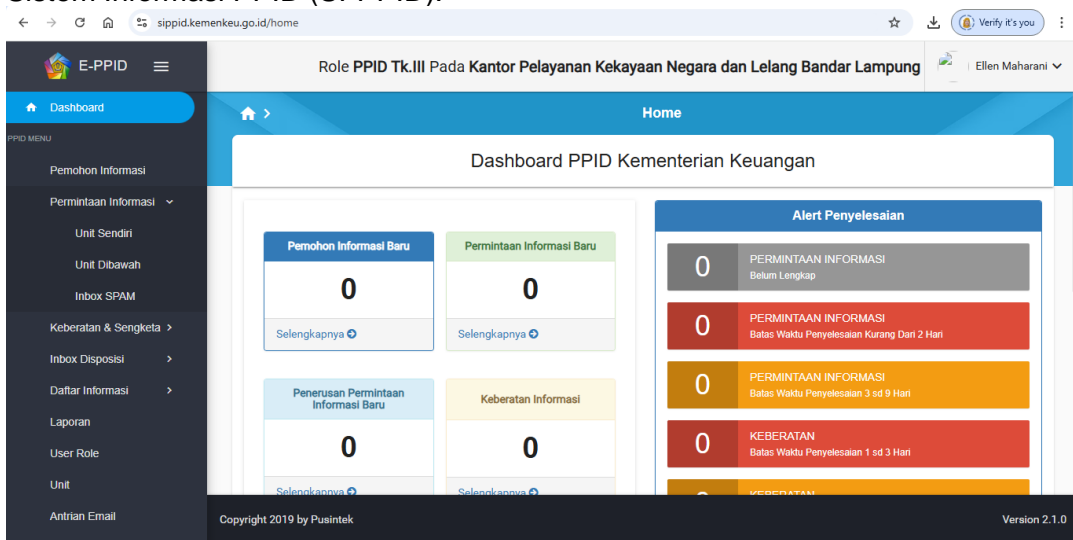 Sistem Informasi PPID (SI PPID).
sippid.kemenkeu.go.id/home
Verify it's you
E-PPID
Role PPID Tk.III Pada Kantor Pelayanan Kekayaan Negara dan Lelang Bandar Lampung
Ellen Maharani
Dashboard
Home
PPID MENU
Pemohon Informasi
Permintaan Informasi
Unit Sendiri
Unit Dibawah
Inbox SPAM
Keberatan & Sengketa
Inbox Disposisi
Daftar Informasi
Laporan
User Role
Unit
Antrian Email
Dashboard PPID Kementerian Keuangan
Pemohon Informasi Baru
0
Selengkapnya
Permintaan Informasi Baru
0
Selengkapnya
Penerusan Permintaan
Informasi Baru
0
Selengkapnya
Keberatan Informasi
0
Selengkapnya
Alert Penyelesaian
0
PERMINTAAN INFORMASI
Belum Lengkap
0
PERMINTAAN INFORMASI
Batas Waktu Penyelesaian Kurang Dari 2 Hari
0
PERMINTAAN INFORMASI
Batas Waktu Penyelesaian 3 sd 9 Hari
0
KEBERATAN
Batas Waktu Penyelesaian 1 sd 3 Hari
KEBERATAN
Copyright 2019 by Pusintek
Version 2.1.0